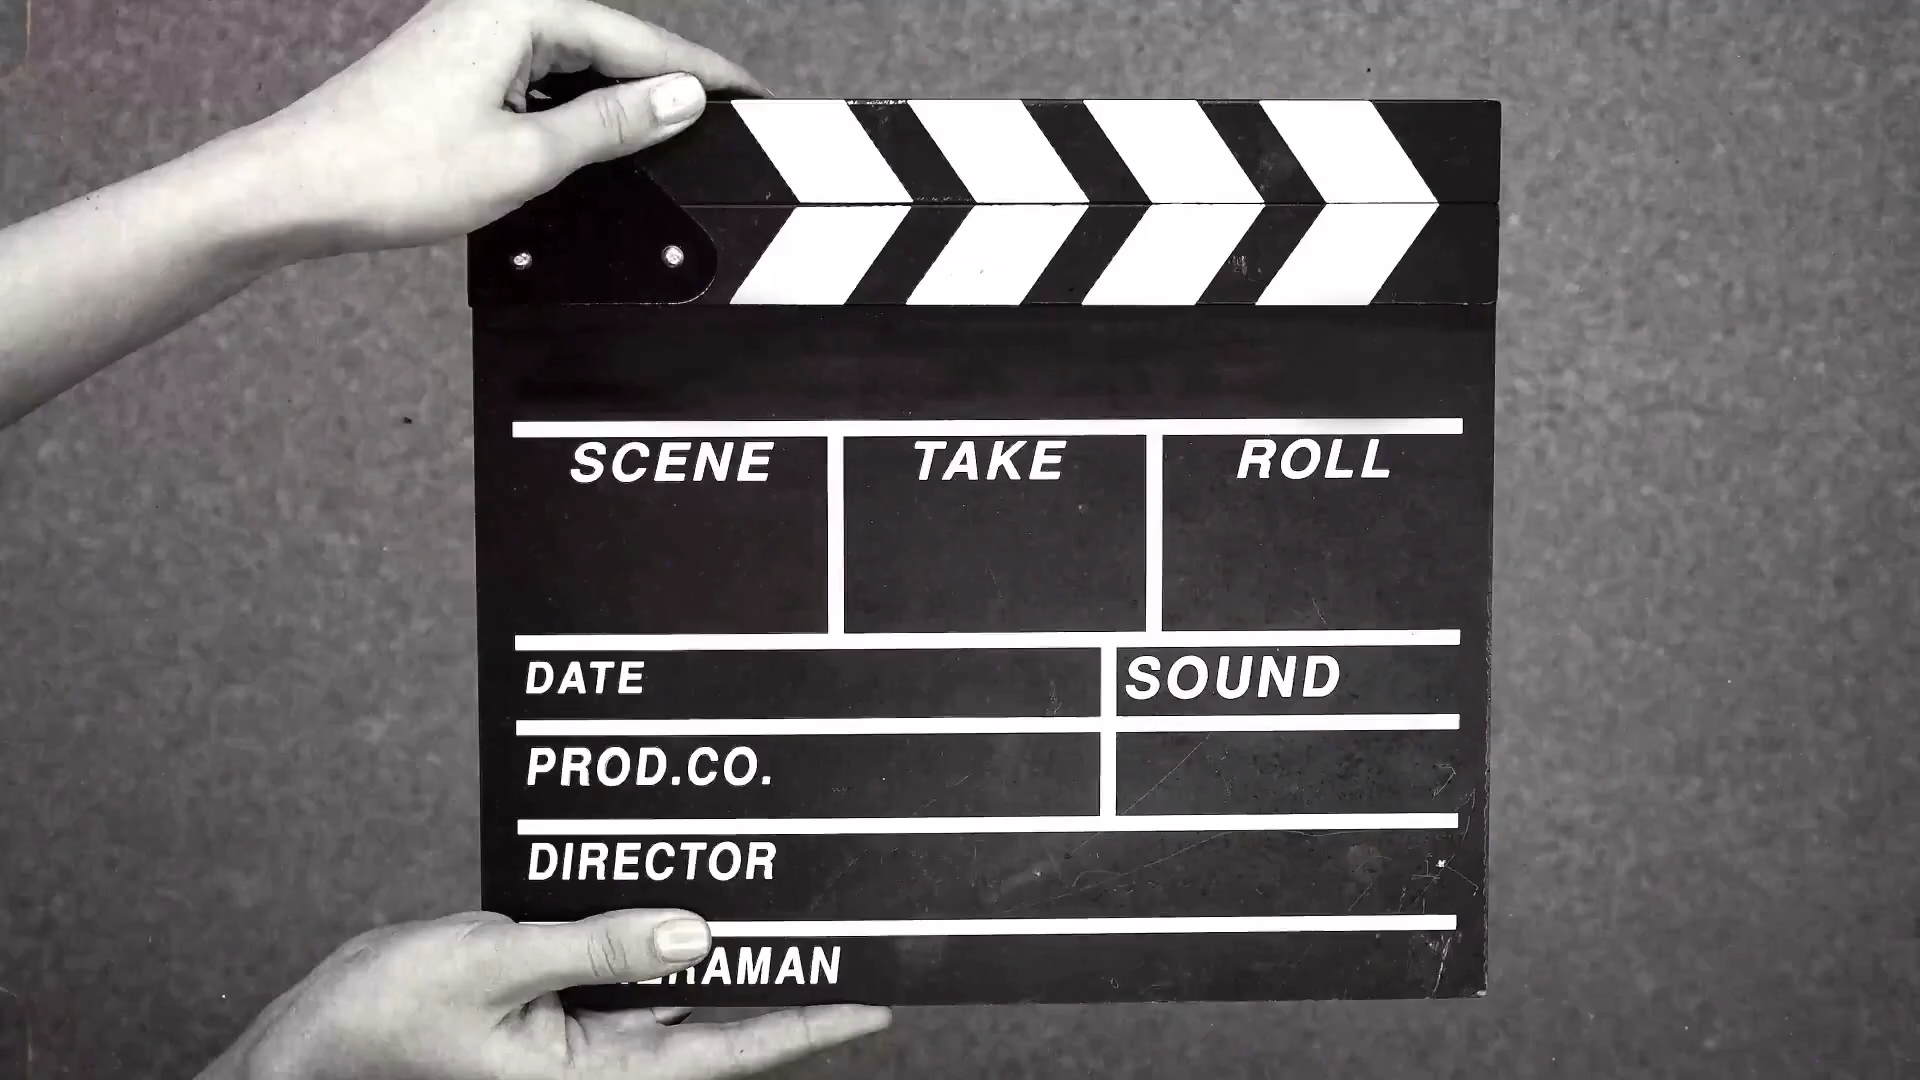 SCENE TAKE ROLL
DATE SOUND
PROD.CO.
DIRECTOR